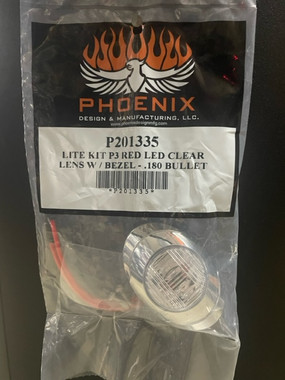 PHOENIX
DESIGN & MANUFACTURING, LLC.
P201335
LITE KIT P3 RED LED CLEAR
LENS W / BEZEL - .180 BULLET
*P201335*